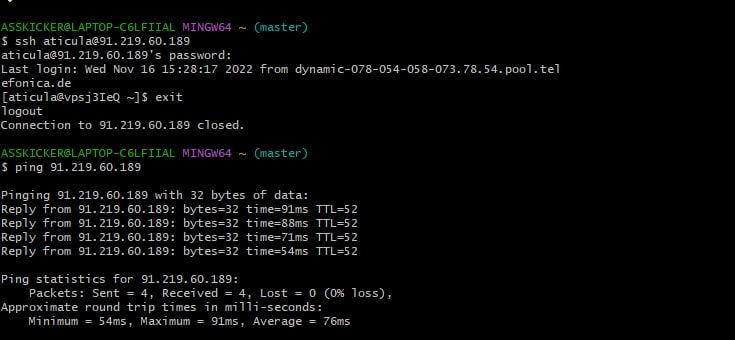 ASSKICKER@LAPTOP-C6LFIIAL MINGW64 ~ (master)
$ ssh aticula@91.219.60.189
aticula@91.219.60.189's password:
Last login: Wed Nov 16 15:28:17 2022 from dynamic-078-054-058-073.78.54.pool.tel
efonica.de
[aticula@vpsj3IeQ ~]$ exit
logout
Connection to 91.219.60.189 closed.
ASSKICKER@LAPTOP-C6LFIIAL MINGW64 ~ (master)
$ ping 91.219.60.189
Pinging 91.219.60.189 with 32 bytes of data:
Reply from 91.219.60.189: bytes=32 time=91ms TTL=52
Reply from 91.219.60.189: bytes=32 time=88ms TTL=52
Reply from 91.219.60.189: bytes=32 time=71ms TTL=52
Reply from 91.219.60.189: bytes=32 time=54ms TTL=52
Ping statistics for 91.219.60.189:
    Packets: Sent = 4, Received = 4, Lost = 0 (0% loss),
Approximate round trip times in milli-seconds:
    Minimum = 54ms, Maximum = 91ms, Average = 76ms